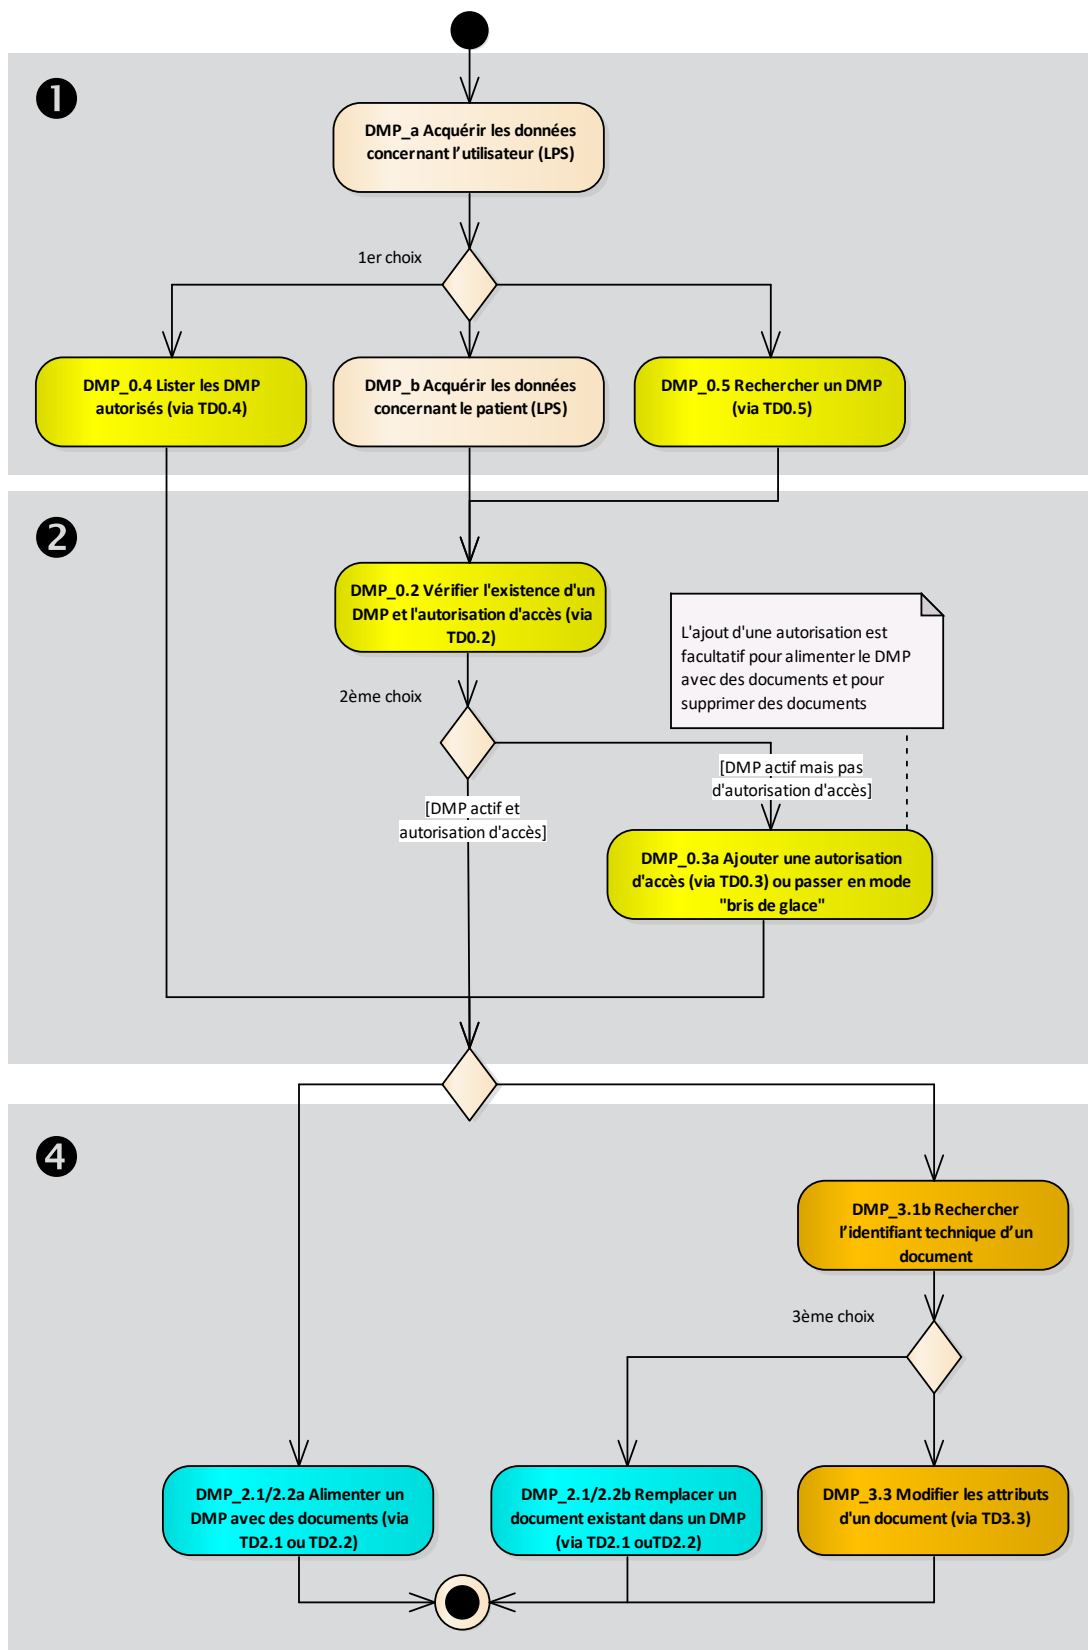 ❶
DMP_a Acquérir les données
concernant l’utilisateur (LPS)
1er choix
DMP_0.4 Lister les DMP
autorisés (via TD0.4)
DMP_b Acquérir les données
concernant le patient (LPS)
DMP_0.5 Rechercher un DMP
(via TD0.5)
❷
DMP_0.2 Vérifier l'existence d'un
DMP et l'autorisation d'accès (via
TD0.2)
L'ajout d'une autorisation est
facultatif pour alimenter le DMP
avec des documents et pour
supprimer des documents
2ème choix
[DMP actif mais pas
d'autorisation d'accès]
[DMP actif et
autorisation d'accès]
DMP_0.3a Ajouter une autorisation
d'accès (via TD0.3) ou passer en mode
"bris de glace"
❹
DMP_3.1b Rechercher
l’identifiant technique d’un
document
3ème choix
DMP_2.1/2.2a Alimenter un
DMP avec des documents (via
TD2.1 ou TD2.2)
DMP_2.1/2.2b Remplacer un
document existant dans un DMP
(via TD2.1 ouTD2.2)
DMP_3.3 Modifier les attributs
d'un document (via TD3.3)